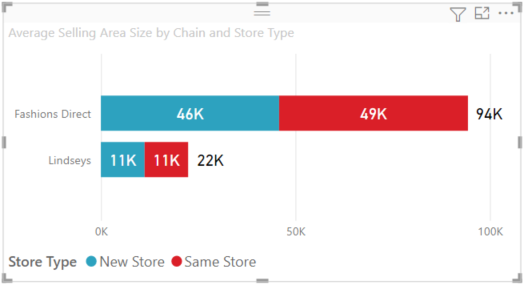 Average Selling Area Size by Chain and Store Type
Fashions Direct 46K 49K 94K
Lindseys 11K 11K 22K
0K 50K 100K
Store Type New Store Same Store